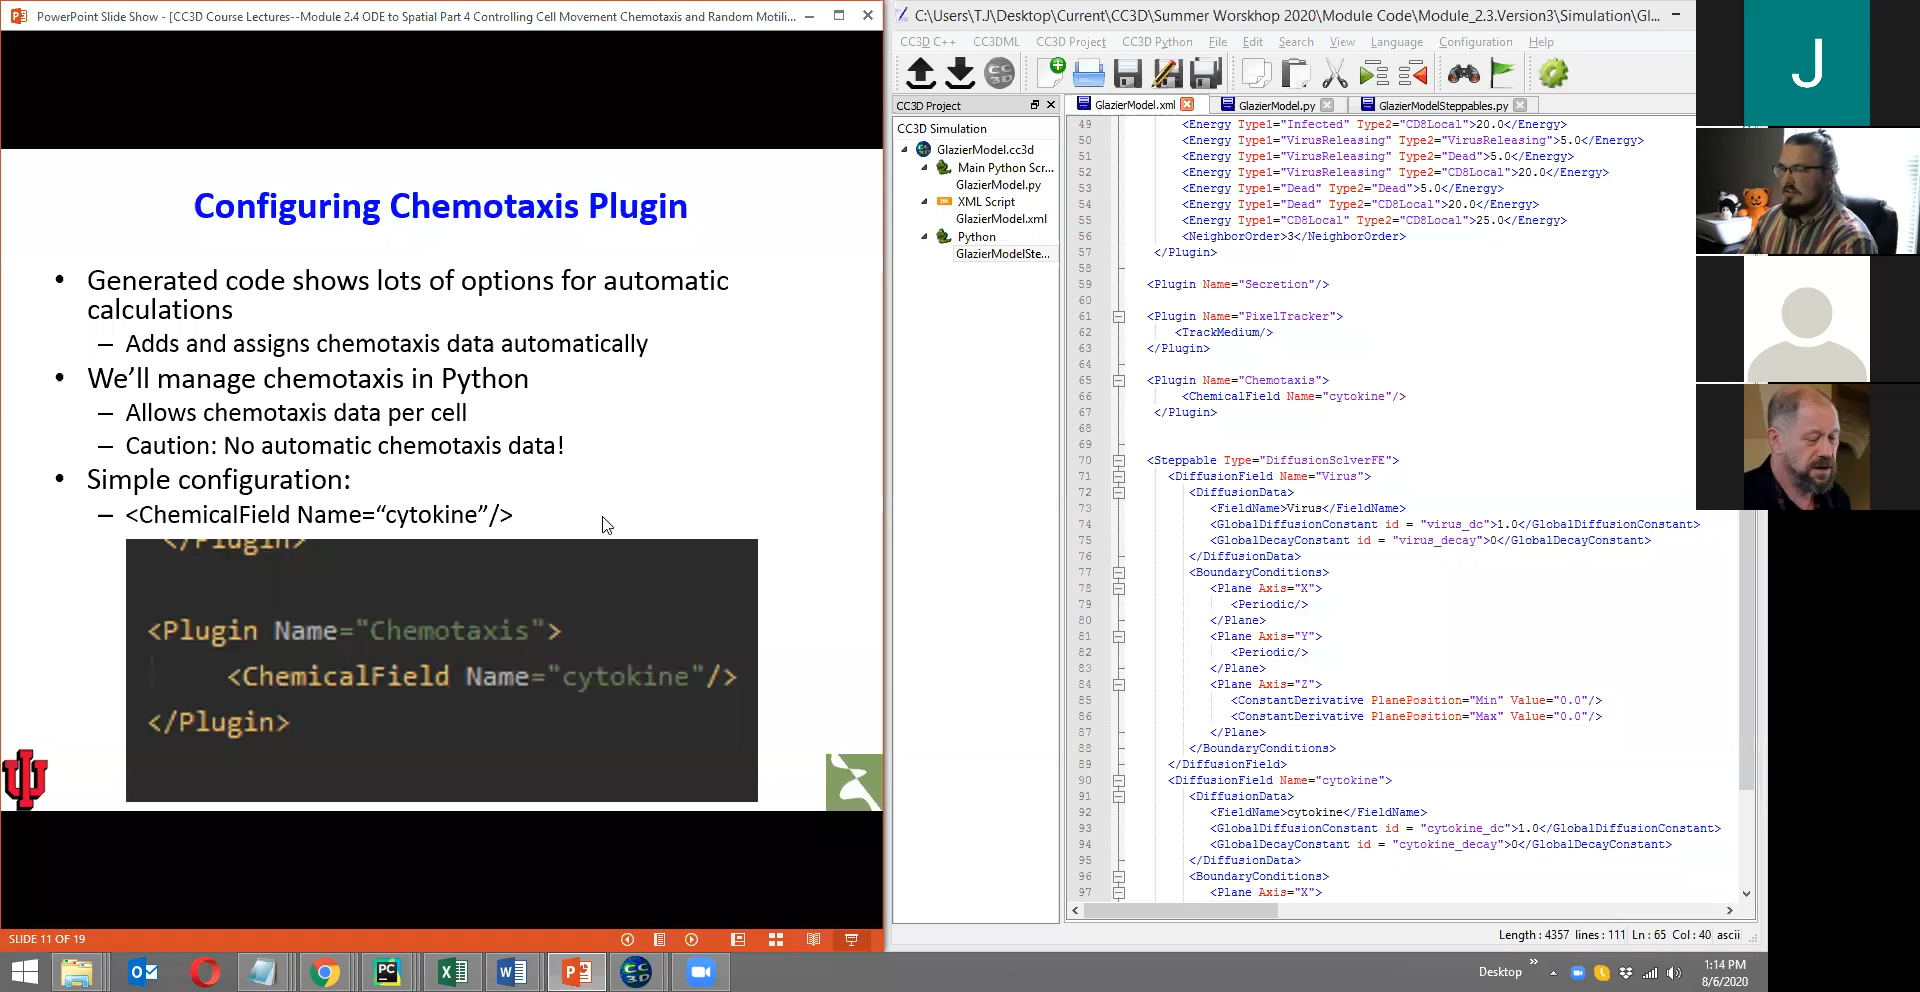 PowerPoint Slide Show - [CC3D Course Lectures--Module 2.4 ODE to Spatial Part 4 Controlling Cell Movement Chemotaxis and Random Motili...
Configuring Chemotaxis Plugin
• Generated code shows lots of options for automatic
calculations
– Adds and assigns chemotaxis data automatically
• We’ll manage chemotaxis in Python
– Allows chemotaxis data per cell
– Caution: No automatic chemotaxis data!
• Simple configuration:
– <ChemicalField Name=“cytokine”/>
</Plugin>
<Plugin Name="Chemotaxis">
<ChemicalField Name="cytokine"/>
</Plugin>
SLIDE 11 OF 19
C:\Users\TJ\Desktop\Current\CC3D\Summer Worskhop 2020\Module Code\Module_2.3.Version3\Simulation\Gl...
CC3D C++ CC3DML CC3D Project CC3D Python File Edit Search View Language Configuration Help
CC3D Project
CC3D Simulation
GlazierModel.cc3d
Main Python Scr...
GlazierModel.py
XML Script
GlazierModel.xml
Python
GlazierModelSte...
GlazierModel.xml GlazierModel.py GlazierModelSteppables.py
49 <Energy Type1="Infected" Type2="CD8Local">20.0</Energy>
50 <Energy Type1="VirusReleasing" Type2="VirusReleasing">5.0</Energy>
51 <Energy Type1="VirusReleasing" Type2="Dead">5.0</Energy>
52 <Energy Type1="VirusReleasing" Type2="CD8Local">20.0</Energy>
53 <Energy Type1="Dead" Type2="Dead">5.0</Energy>
54 <Energy Type1="Dead" Type2="CD8Local">20.0</Energy>
55 <Energy Type1="CD8Local" Type2="CD8Local">25.0</Energy>
56 <NeighborOrder>3</NeighborOrder>
57 </Plugin>
58
59 <Plugin Name="Secretion"/>
60
61 <Plugin Name="PixelTracker">
62 <TrackMedium/>
63 </Plugin>
64
65 <Plugin Name="Chemotaxis">
66 <ChemicalField Name="cytokine"/>
67 </Plugin>
68
69
70 <Steppable Type="DiffusionSolverFE">
71 <DiffusionField Name="Virus">
72 <DiffusionData>
73 <FieldName>Virus</FieldName>
74 <GlobalDiffusionConstant id = "virus_dc">1.0</GlobalDiffusionConstant>
75 <GlobalDecayConstant id = "virus_decay">0</GlobalDecayConstant>
76 </DiffusionData>
77 <BoundaryConditions>
78 <Plane Axis="X">
79 <Periodic/>
80 </Plane>
81 <Plane Axis="Y">
82 <Periodic/>
83 </Plane>
84 <Plane Axis="Z">
85 <ConstantDerivative PlanePosition="Min" Value="0.0"/>
86 <ConstantDerivative PlanePosition="Max" Value="0.0"/>
87 </Plane>
88 </BoundaryConditions>
89 </DiffusionField>
90 <DiffusionField Name="cytokine">
91 <DiffusionData>
92 <FieldName>cytokine</FieldName>
93 <GlobalDiffusionConstant id = "cytokine_dc">1.0</GlobalDiffusionConstant>
94 <GlobalDecayConstant id = "cytokine_decay">0</GlobalDecayConstant>
95 </DiffusionData>
96 <BoundaryConditions>
97 <Plane Axis="X">
Length : 4357 lines : 111 Ln : 65 Col : 40 ascii
J
Desktop
1:14 PM
8/6/2020